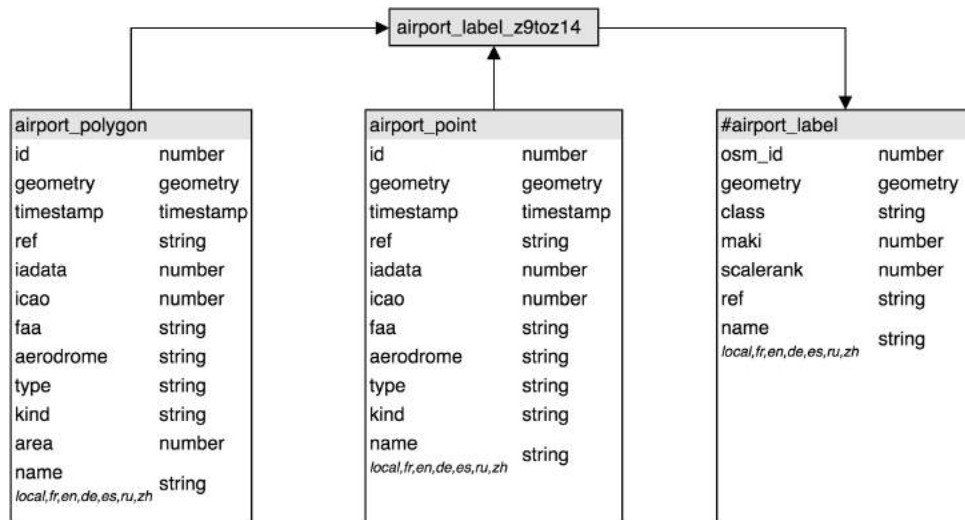 airport_label_z9toz14
airport_polygon
id number
geometry geometry
timestamp timestamp
ref string
iadata number
icao number
faa string
aerodrome string
type string
kind string
area number
name string
local,fr,en,de,es,ru,zh
airport_point
id number
geometry geometry
timestamp timestamp
ref string
iadata number
icao number
faa string
aerodrome string
type string
kind string
name string
local,fr,en,de,es,ru,zh
#airport_label
osm_id number
geometry geometry
class string
maki number
scalerank number
ref string
name string
local,fr,en,de,es,ru,zh